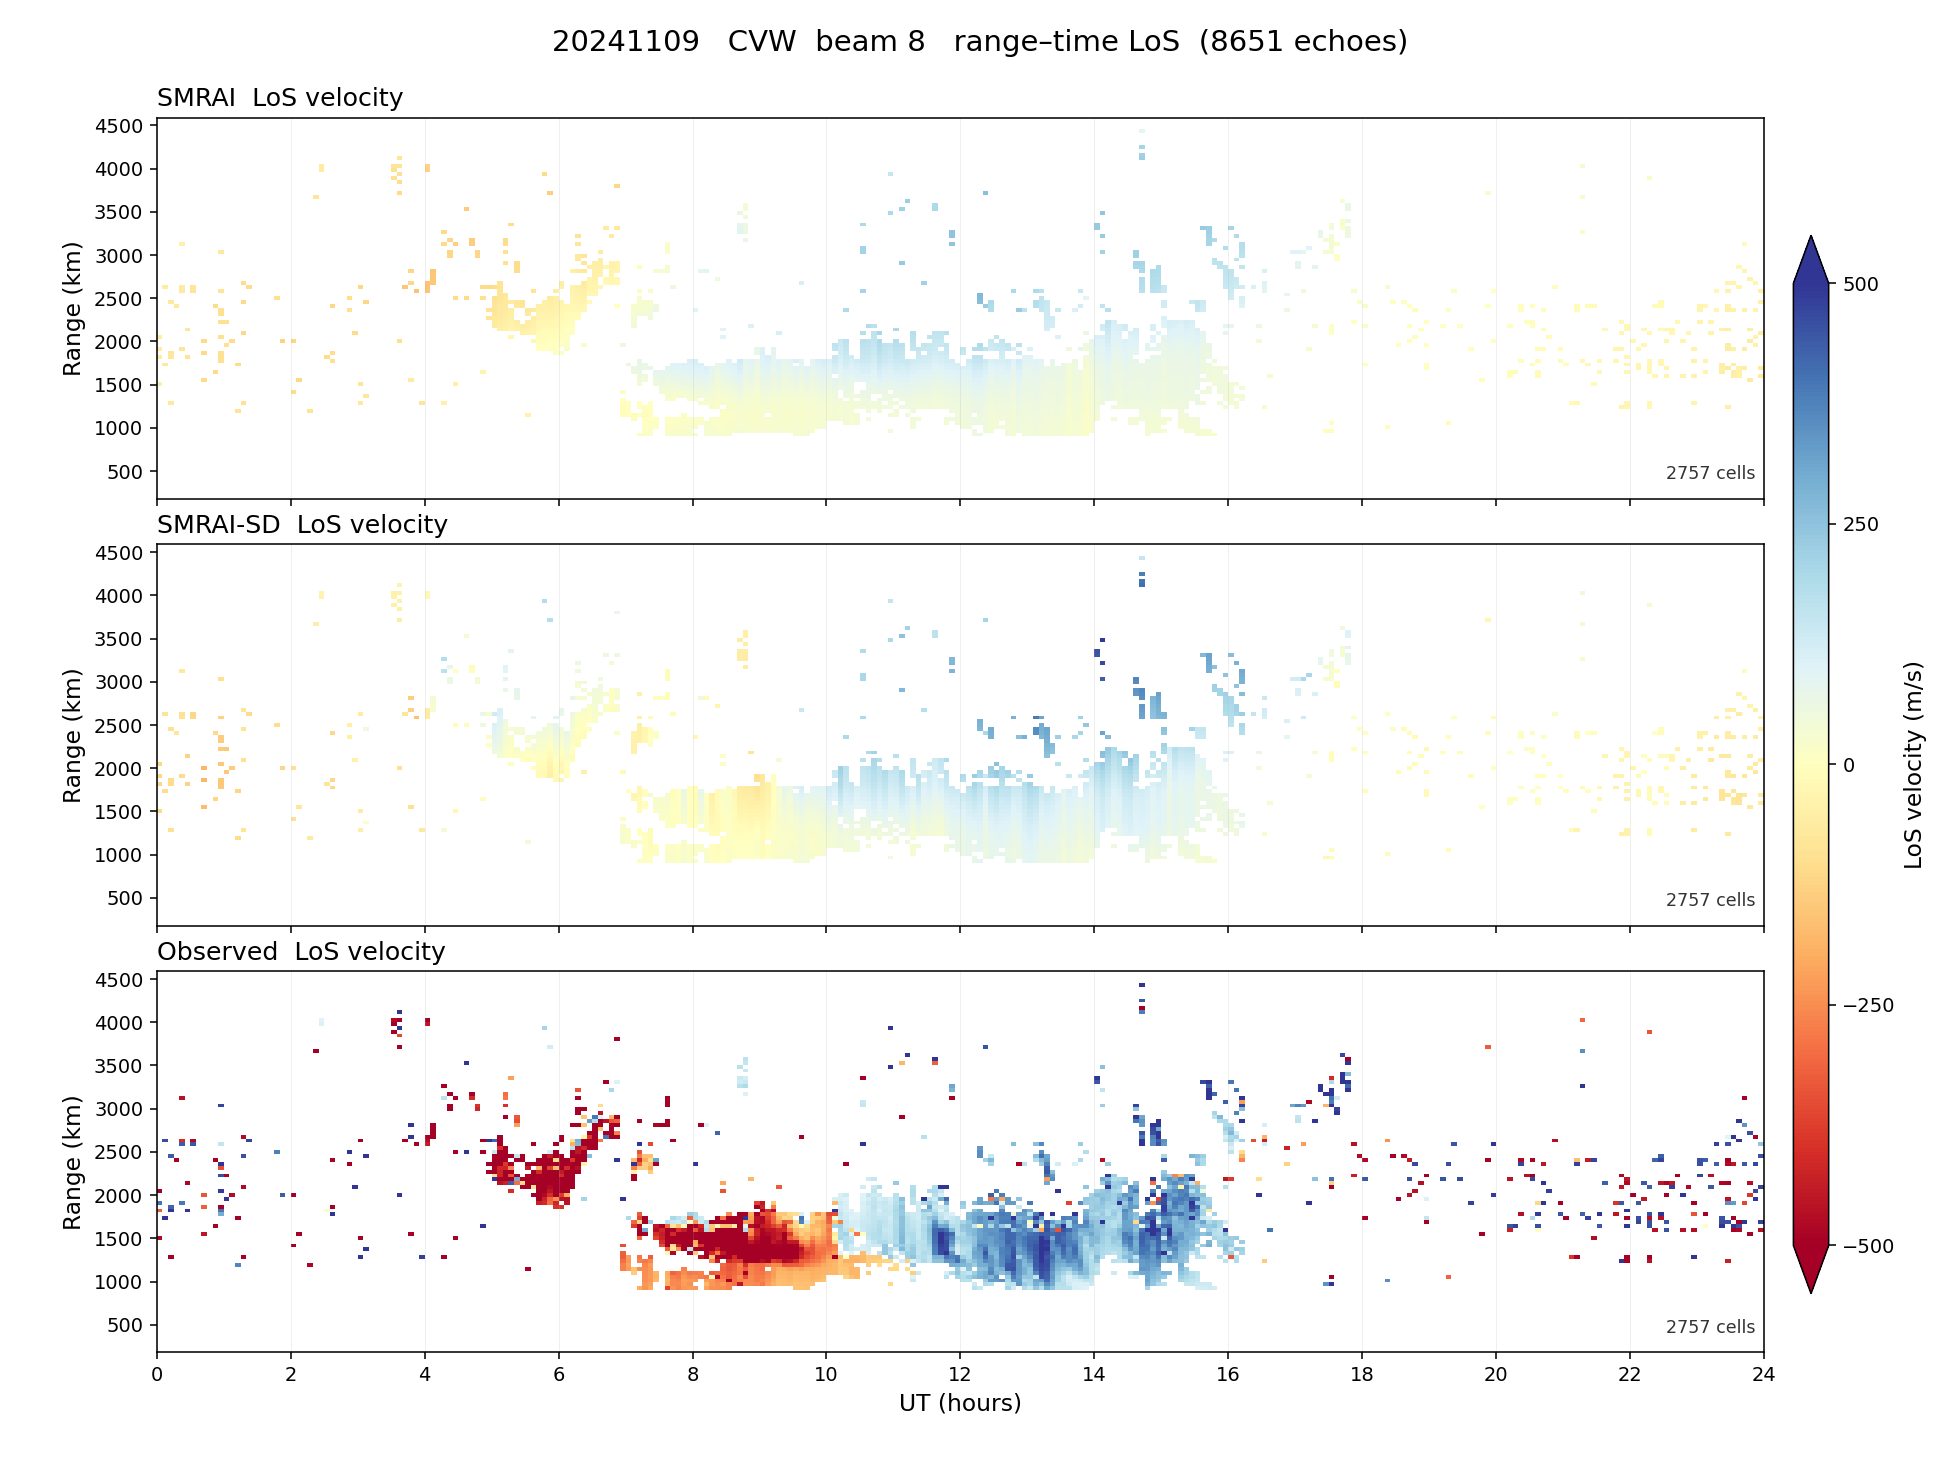 20241109   CVW  beam 8   range–time LoS  (8651 echoes)
SMRAI  LoS velocity
4500
4000
3500
3000
2500
2000
1500
1000
500
Range (km)
2757 cells
SMRAI-SD  LoS velocity
4500
4000
3500
3000
2500
2000
1500
1000
500
Range (km)
2757 cells
Observed  LoS velocity
4500
4000
3500
3000
2500
2000
1500
1000
500
Range (km)
2757 cells
0 2 4 6 8 10 12 14 16 18 20 22 24
UT (hours)
500
250
0
−250
−500
LoS velocity (m/s)